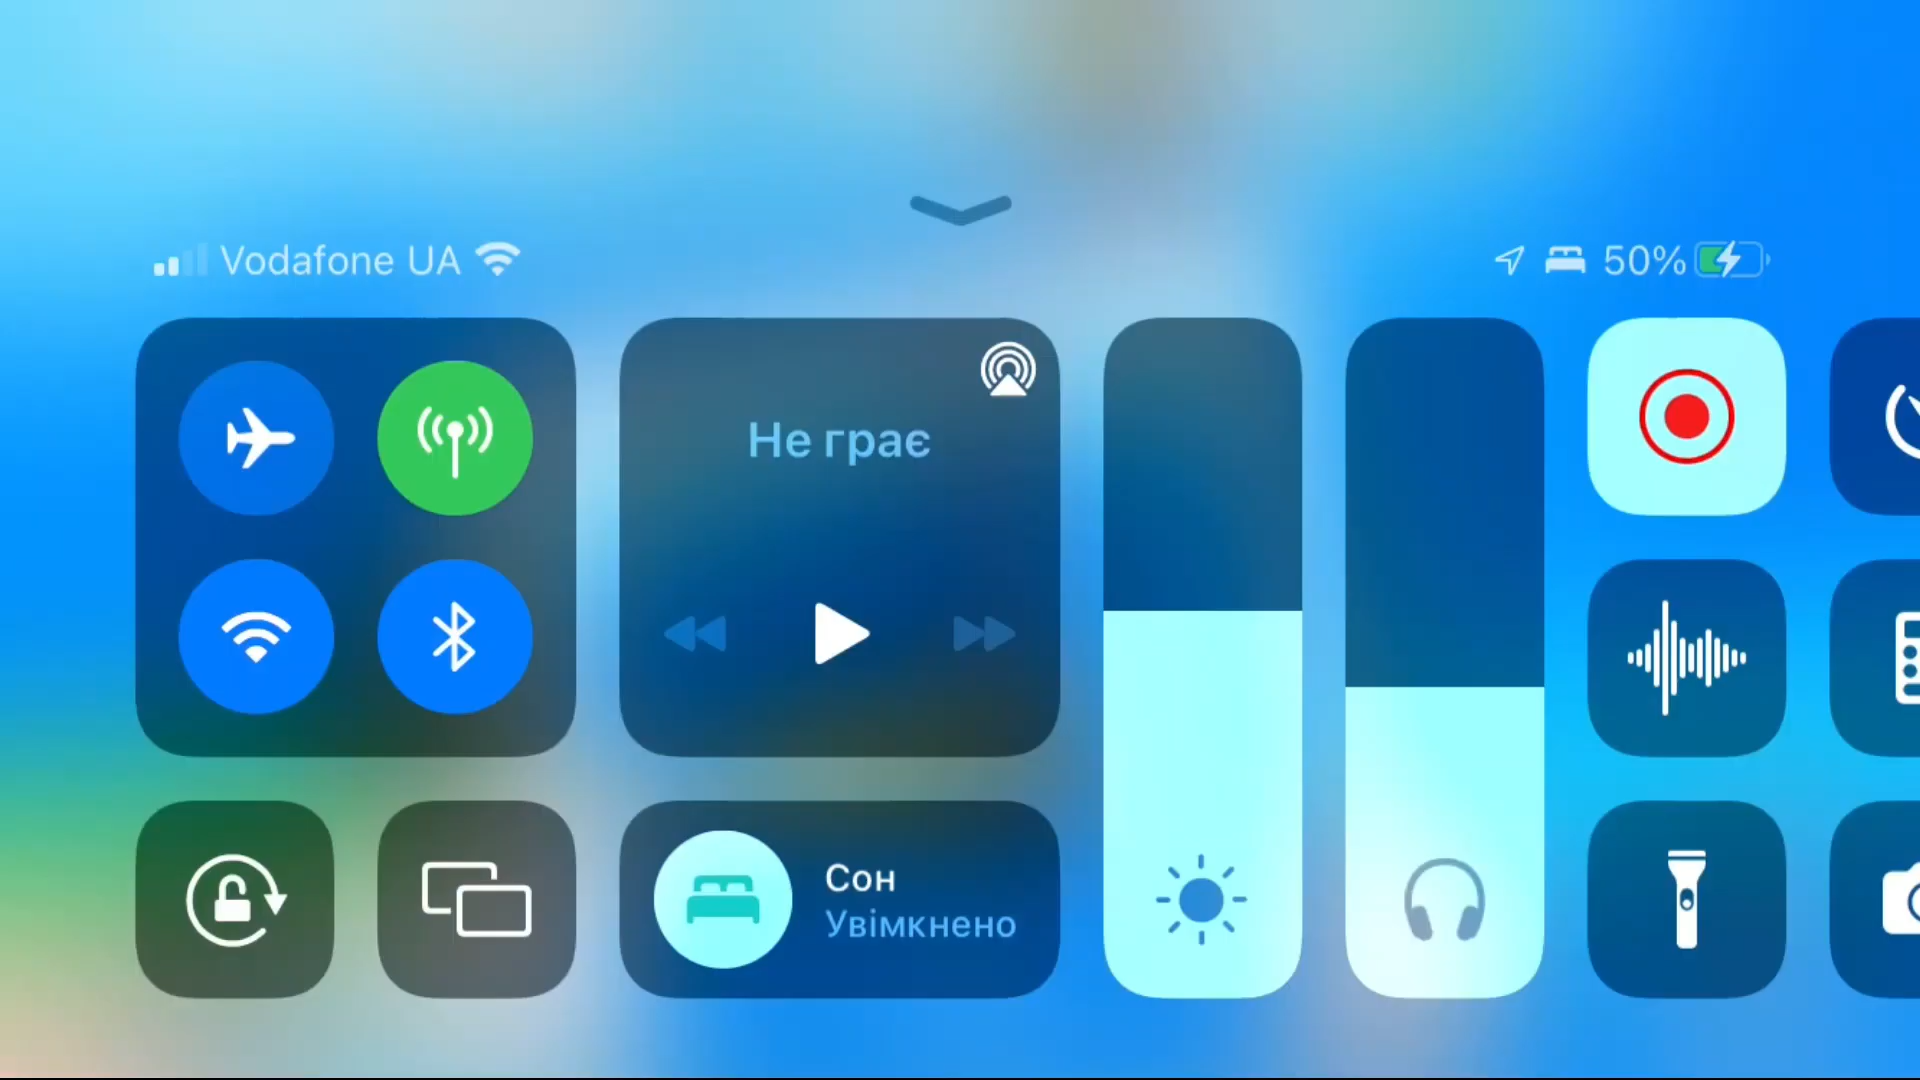 Vodafone UA
50%
Не грає
Сон
Увімкнено